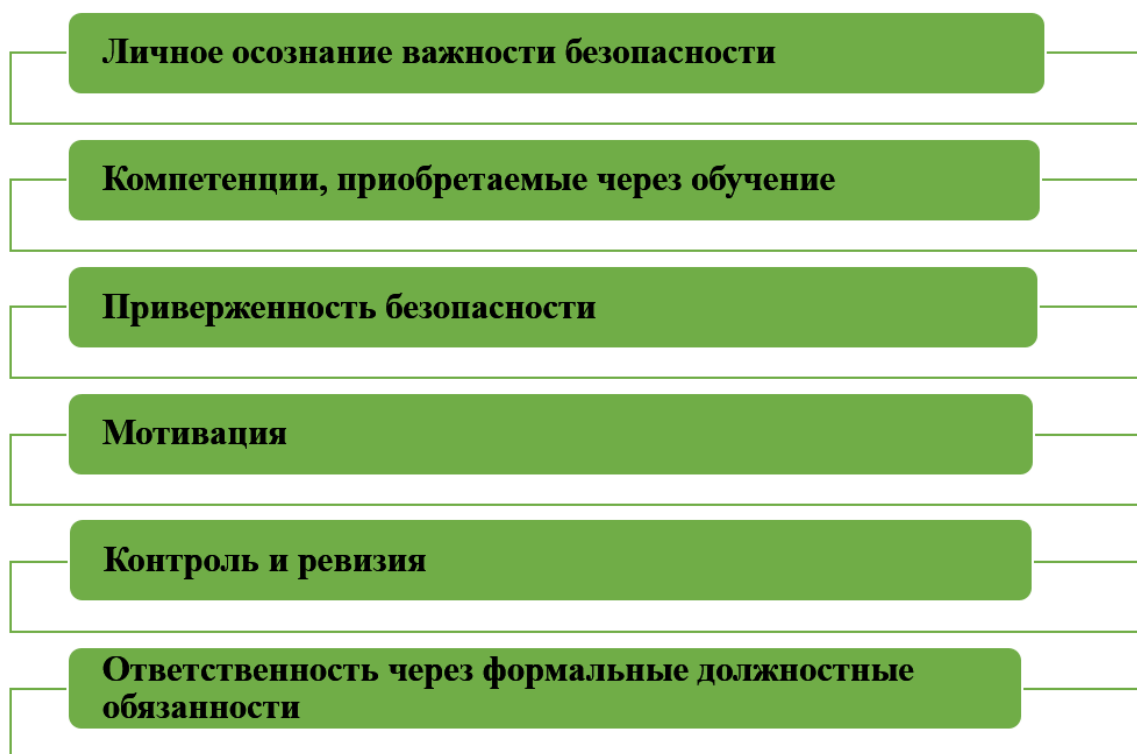 Личное осознание важности безопасности
Компетенции, приобретаемые через обучение
Приверженность безопасности
Мотивация
Контроль и ревизия
Ответственность через формальные должностные
обязанности